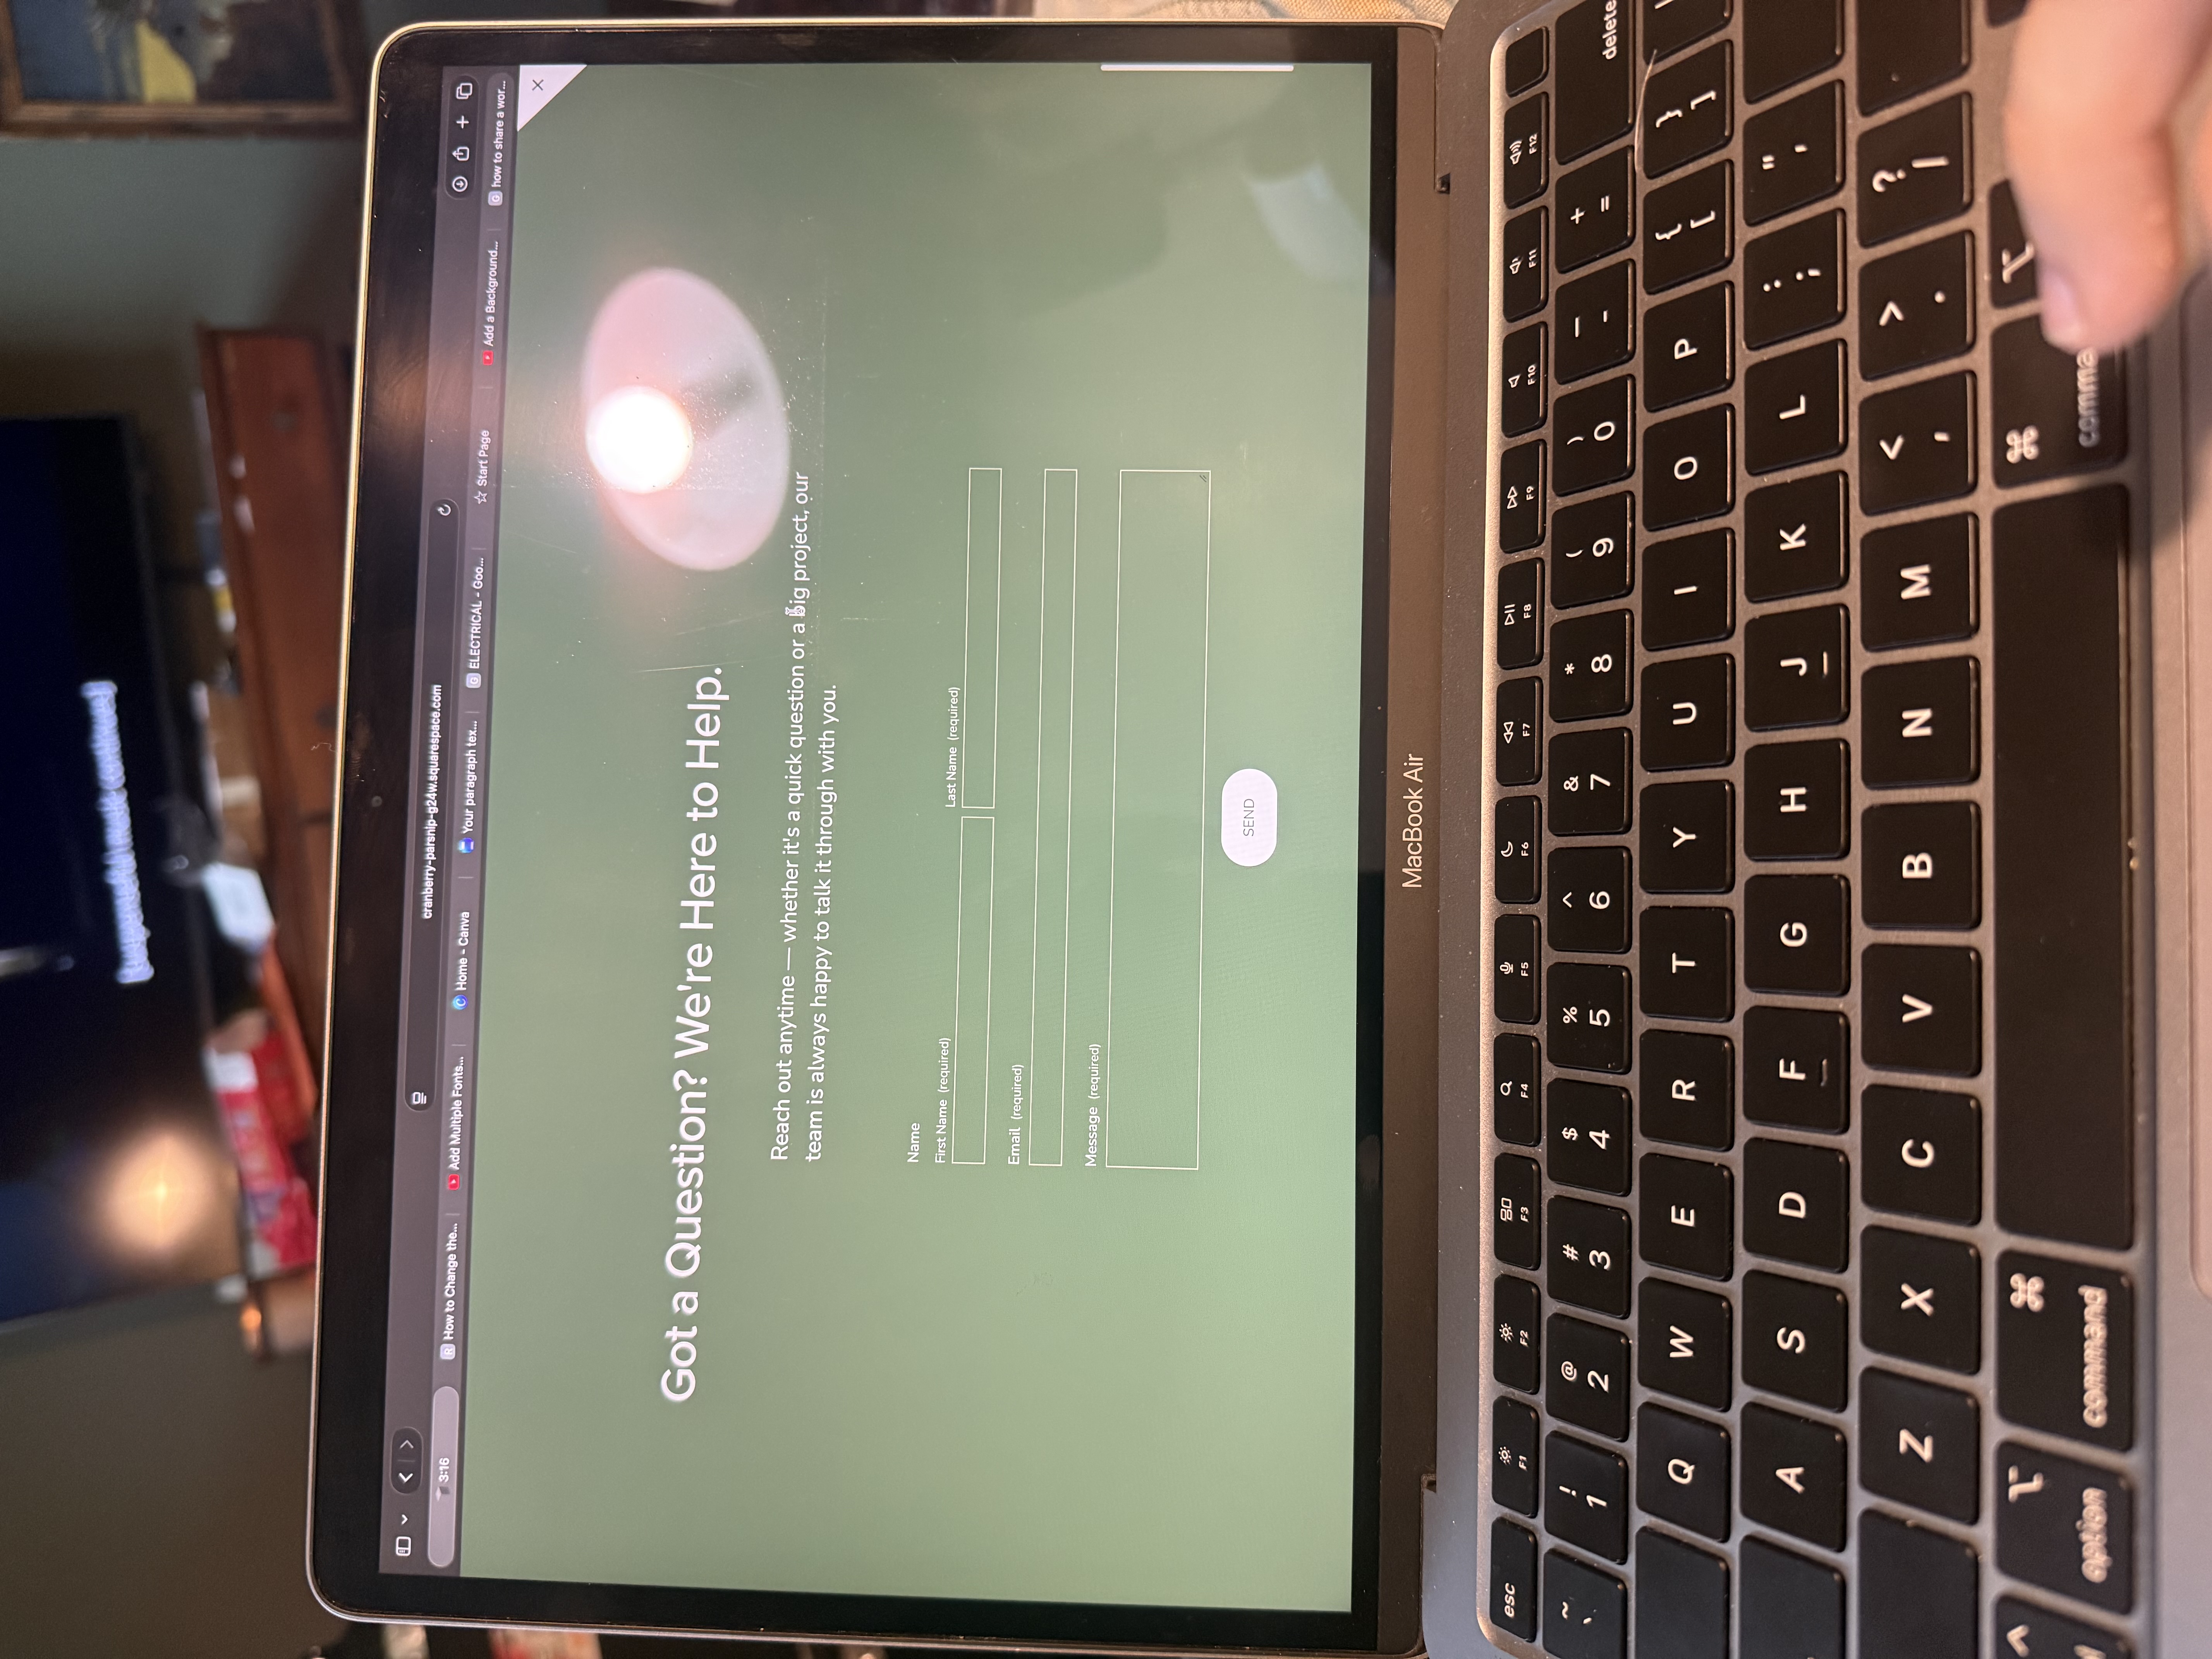 [suspenseful music continues]
cranberry-parsnip-g24w.squarespace.com
3:16
How to Change the...
Add Multiple Fonts...
Home - Canva
Your paragraph tex...
ELECTRICAL - Goo...
Start Page
Add a Background...
how to share a wor...
Got a Question? We're Here to Help.
Reach out anytime — whether it's a quick question or a big project, our
team is always happy to talk it through with you.
Name
First Name (required)
Last Name (required)
Email (required)
Message (required)
SEND
MacBook Air
esc F1 F2 F3 F4 F5 F6 F7 F8 F9 F10 F11 F12
~ ! @ # $ % ^ & * ( ) — +
` 1 2 3 4 5 6 7 8 9 0 - = delete
Q W E R T Y U I O P { }
[ ]
A S D F G H J K L : "
; '
Z X C V B N M < > ?
, . /
option command comma